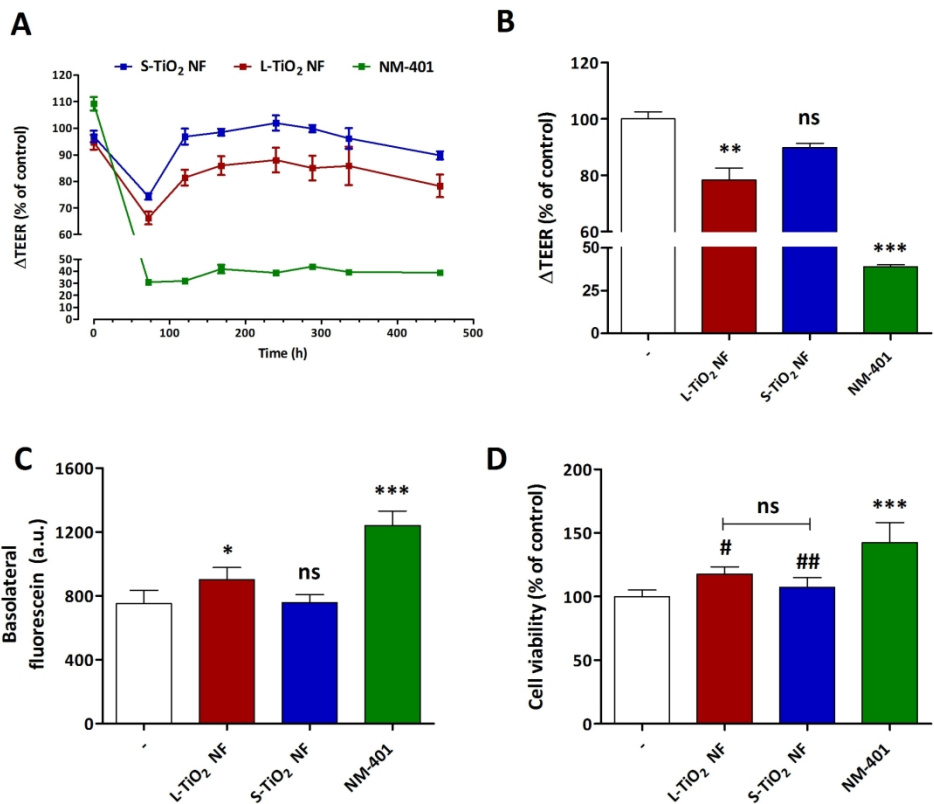 A
S-TiO₂ NF
L-TiO₂ NF
NM-401
ΔTEER (% of control)
120
110
100
90
80
70
60
50
40
30
20
10
0
0
100
200
300
400
500
Time (h)
B
ΔTEER (% of control)
120
100
80
60
50
25
0
**
ns
***
-
L-TiO₂ NF
S-TiO₂ NF
NM-401
C
Basolateral
fluorescein (a.u.)
1600
1200
800
400
0
*
ns
***
-
L-TiO₂ NF
S-TiO₂ NF
NM-401
D
Cell viability (% of control)
200
150
100
50
0
ns
#
##
***
-
L-TiO₂ NF
S-TiO₂ NF
NM-401